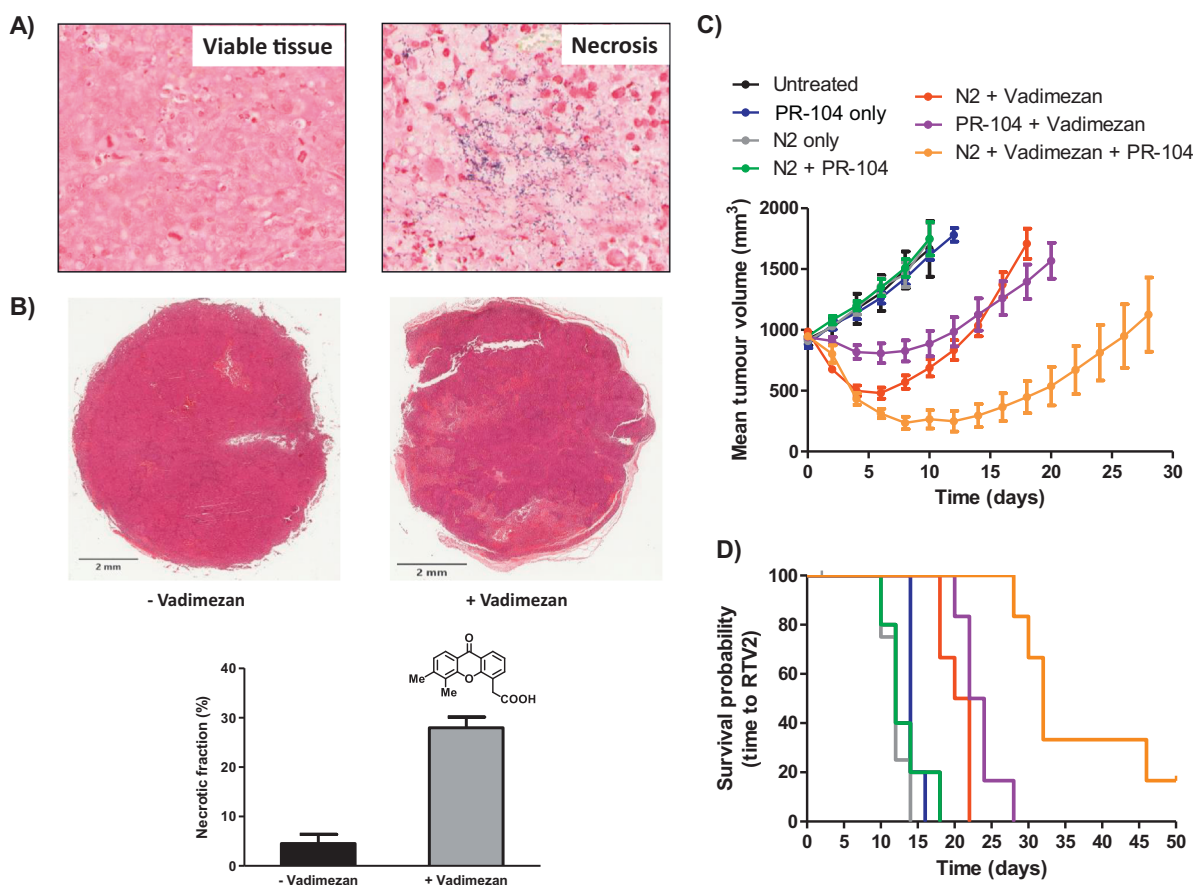 A)
Viable tissue
Necrosis
B)
2 mm
2 mm
- Vadimezan
+ Vadimezan
Necrotic fraction (%)
40
30
20
10
0
O
Me
Me
O
COOH
- Vadimezan
+ Vadimezan
C)
Untreated
PR-104 only
N2 only
N2 + PR-104
N2 + Vadimezan
PR-104 + Vadimezan
N2 + Vadimezan + PR-104
Mean tumour volume (mm³)
2000
1500
1000
500
0
0 5 10 15 20 25 30
Time (days)
D)
Survival probability
(time to RTV2)
100
80
60
40
20
0
0 5 10 15 20 25 30 35 40 45 50
Time (days)